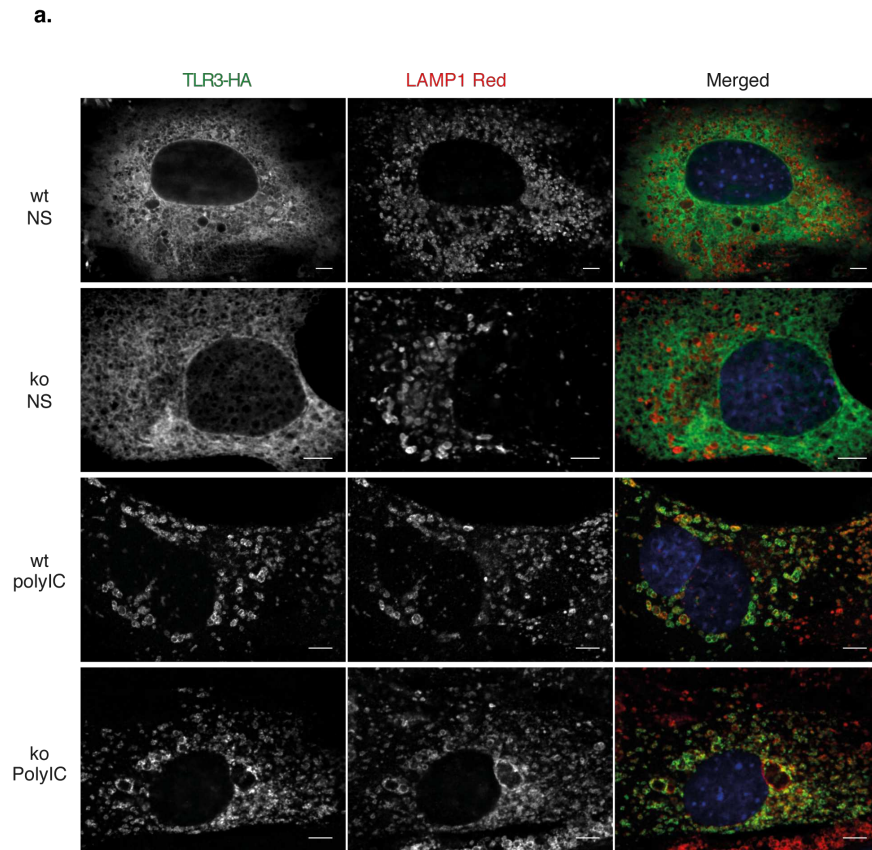 a.
TLR3-HA
LAMP1 Red
Merged
wt
NS
ko
NS
wt
polyIC
ko
PolyIC